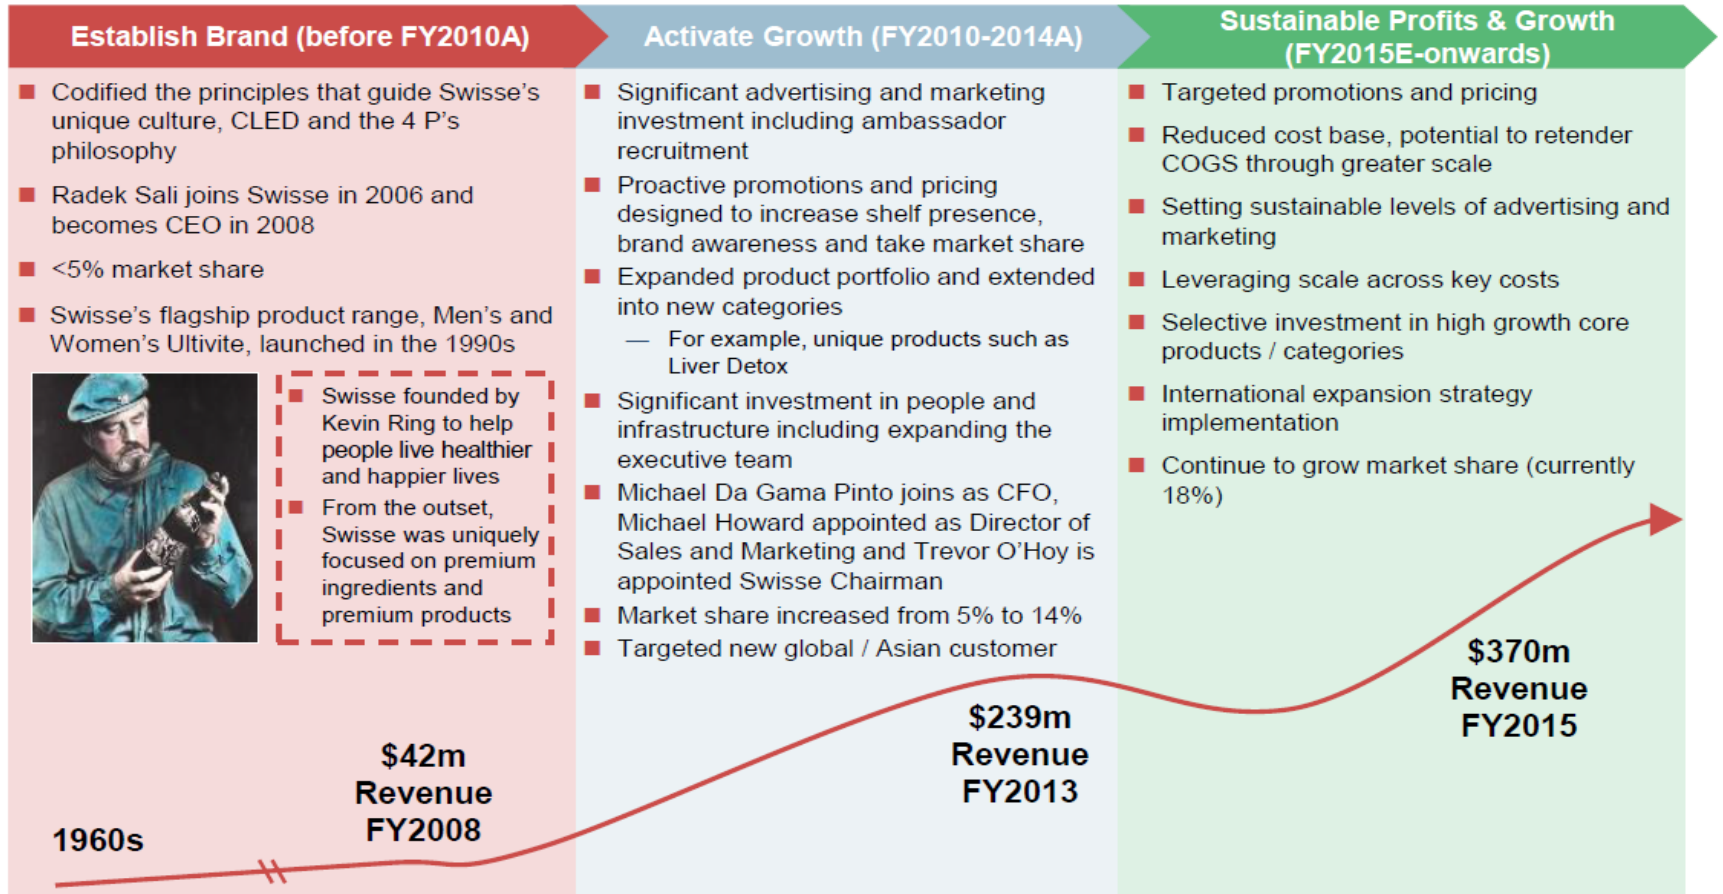 Establish Brand (before FY2010A)
Codified the principles that guide Swisse's
unique culture, CLED and the 4 P's
philosophy
Radek Sali joins Swisse in 2006 and
becomes CEO in 2008
<5% market share
Swisse's flagship product range, Men's and
Women's Ultivite, launched in the 1990s
Swisse founded by
Kevin Ring to help
people live healthier
and happier lives
From the outset,
Swisse was uniquely
focused on premium
ingredients and
premium products
1960s
$42m
Revenue
FY2008
Activate Growth (FY2010-2014A)
Significant advertising and marketing
investment including ambassador
recruitment
Proactive promotions and pricing
designed to increase shelf presence,
brand awareness and take market share
Expanded product portfolio and extended
into new categories
— For example, unique products such as
Liver Detox
Significant investment in people and
infrastructure including expanding the
executive team
Michael Da Gama Pinto joins as CFO,
Michael Howard appointed as Director of
Sales and Marketing and Trevor O'Hoy is
appointed Swisse Chairman
Market share increased from 5% to 14%
Targeted new global / Asian customer
$239m
Revenue
FY2013
Sustainable Profits & Growth
(FY2015E-onwards)
Targeted promotions and pricing
Reduced cost base, potential to retender
COGS through greater scale
Setting sustainable levels of advertising and
marketing
Leveraging scale across key costs
Selective investment in high growth core
products / categories
International expansion strategy
implementation
Continue to grow market share (currently
18%)
$370m
Revenue
FY2015